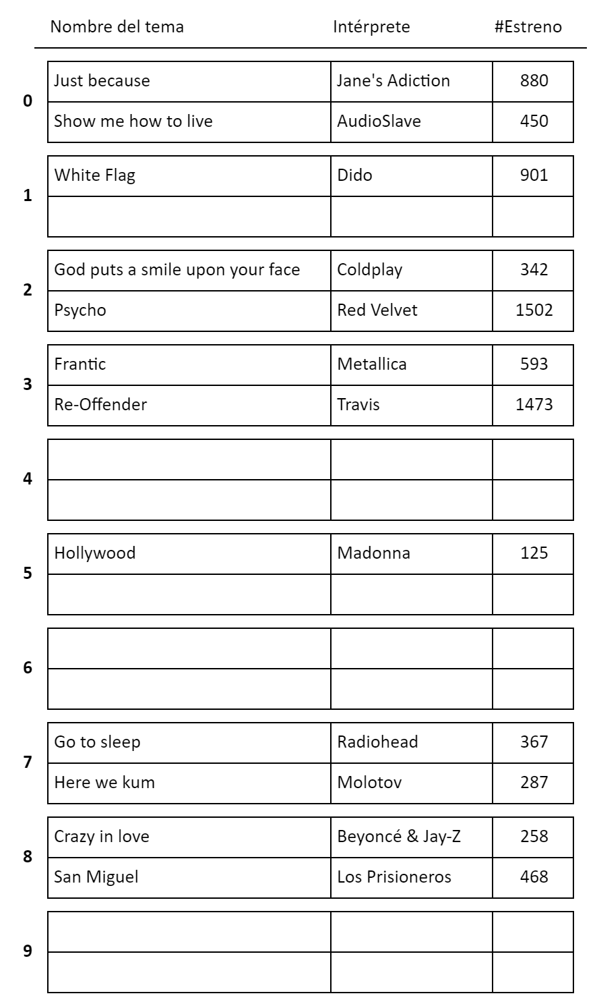 Nombre del tema Intérprete #Estreno
0
Just because Jane's Adiction 880
Show me how to live AudioSlave 450
1
White Flag Dido 901
2
God puts a smile upon your face Coldplay 342
Psycho Red Velvet 1502
3
Frantic Metallica 593
Re-Offender Travis 1473
4
5
Hollywood Madonna 125
6
7
Go to sleep Radiohead 367
Here we kum Molotov 287
8
Crazy in love Beyoncé & Jay-Z 258
San Miguel Los Prisioneros 468
9